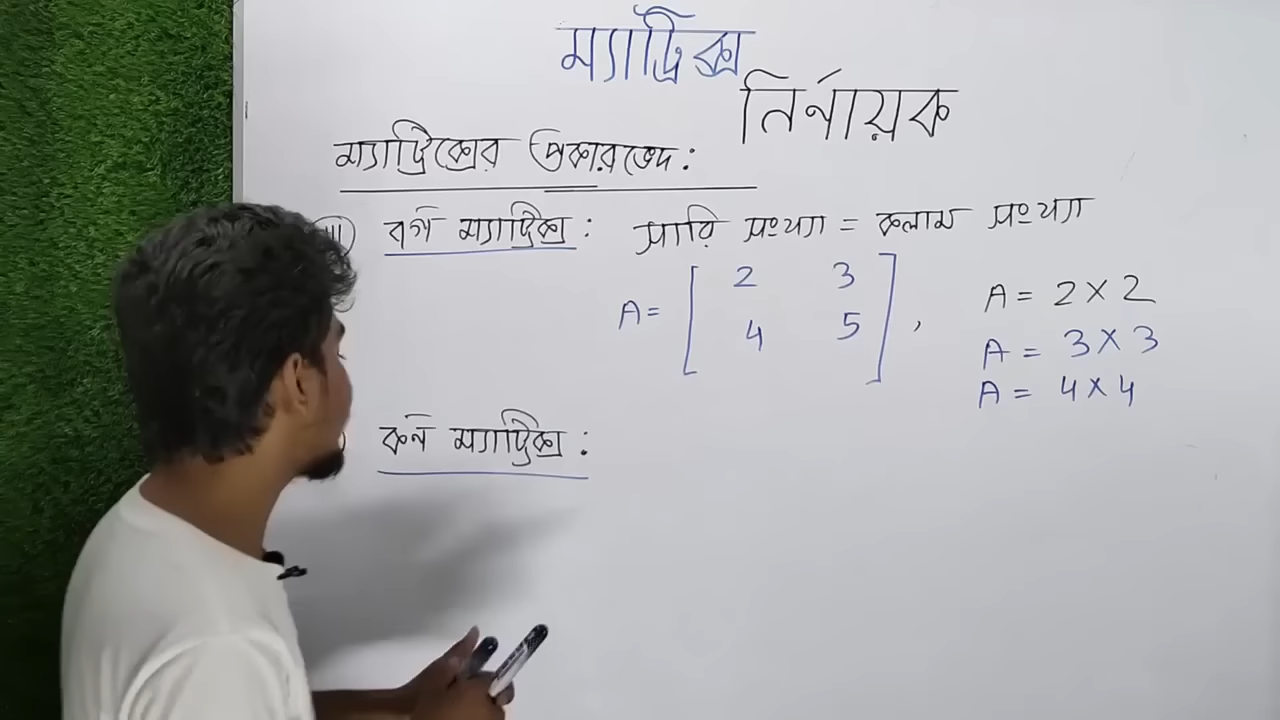 ম্যাট্রিক্স
নির্নায়ক
ম্যাট্রিক্সের প্রকারভেদ:
বর্গ ম্যাট্রিক্স: সারি সংখ্যা = কলাম সংখ্যা
A = [ 2 3
4 5 ] ,
A = 2 × 2
A = 3 × 3
A = 4 × 4
কর্ন ম্যাট্রিক্স: